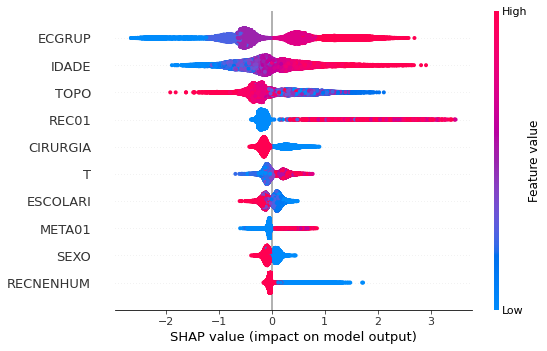 High
ECGRUP
IDADE
TOPO
REC01
CIRURGIA
T
ESCOLARI
META01
SEXO
RECNENHUM
Feature value
Low
−2 −1 0 1 2 3
SHAP value (impact on model output)